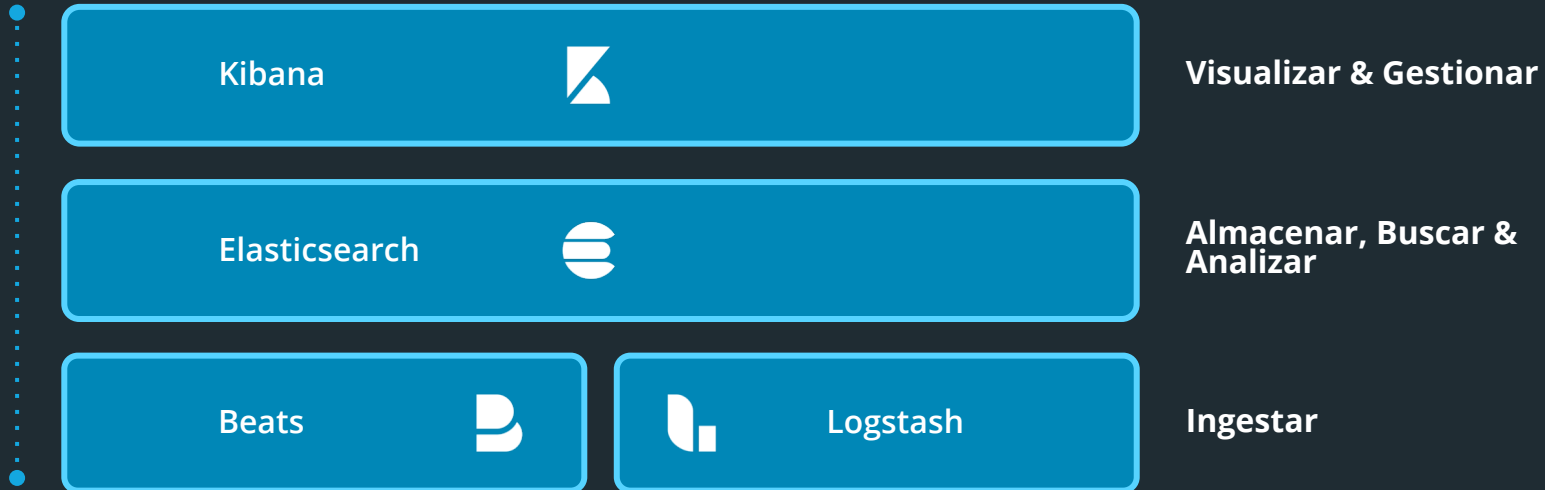 Kibana
Visualizar & Gestionar
Elasticsearch
Almacenar, Buscar &
Analizar
Beats
Logstash
Ingestar